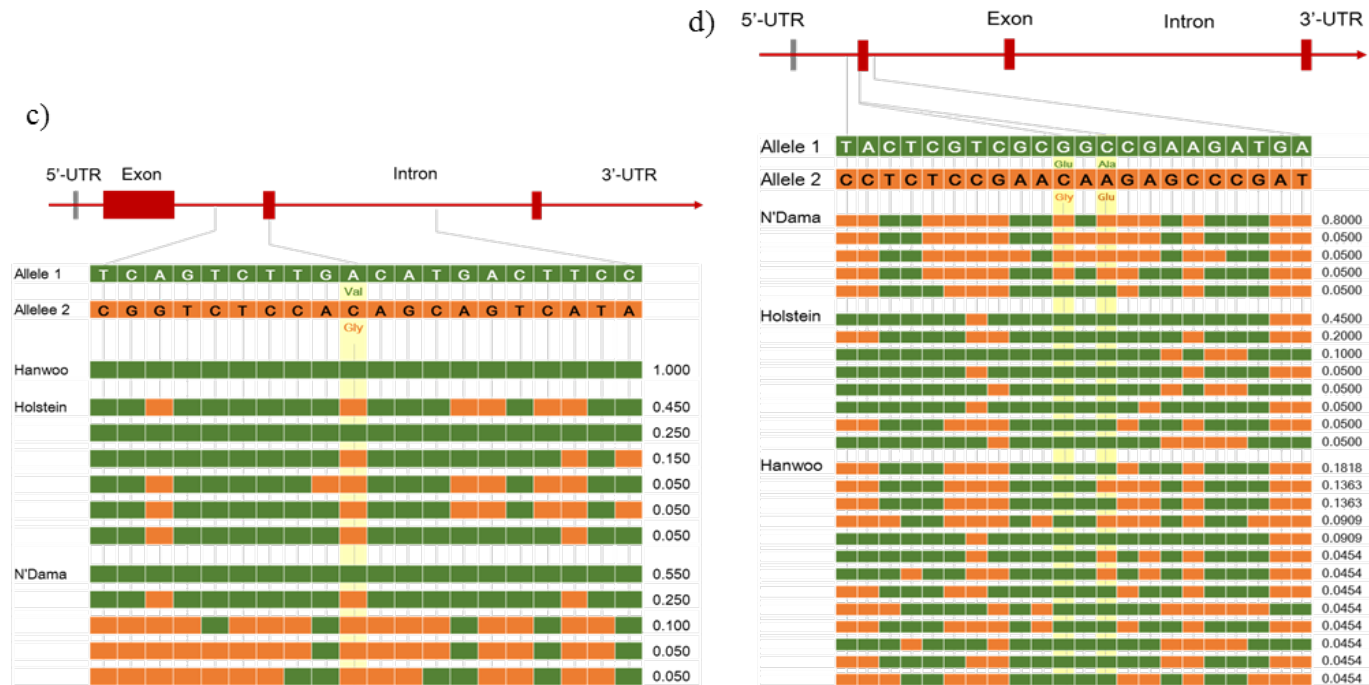 c)
5'-UTR Exon Intron 3'-UTR
Allele 1 T C A G T C T T G A C A T G A C T T C C
Val
Allelee 2 C G G T C T C C A C A G C A G T C A T A
Gly
Hanwoo 1.000
Holstein 0.450
0.250
0.150
0.050
0.050
0.050
N'Dama 0.550
0.250
0.100
0.050
0.050
d)
5'-UTR Exon Intron 3'-UTR
Allele 1 T A C T C G T C G C G G C C G A A G A T G A
Glu Ala
Allele 2 C C T C T C C G A A C A A G A G C C C G A T
Gly Glu
N'Dama 0.8000
0.0500
0.0500
0.0500
0.0500
Holstein 0.4500
0.2000
0.1000
0.0500
0.0500
0.0500
0.0500
0.0500
Hanwoo 0.1818
0.1363
0.1363
0.0909
0.0909
0.0454
0.0454
0.0454
0.0454
0.0454
0.0454
0.0454
0.0454